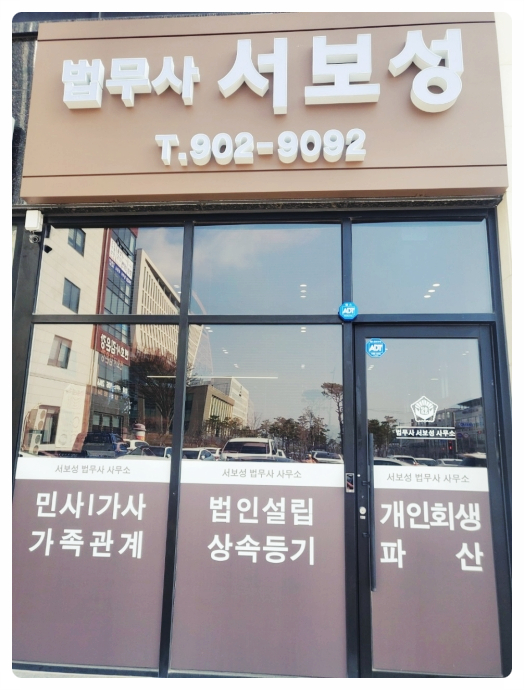 법무사 서보성
T.902-9092
ADT
ADT
법무사 서보성 사무소
서보성 법무사 사무소
민사|가사
가족관계
서보성 법무사 사무소
법인설립
상속등기
서보성 법무사 사무소
개인회생
파 산